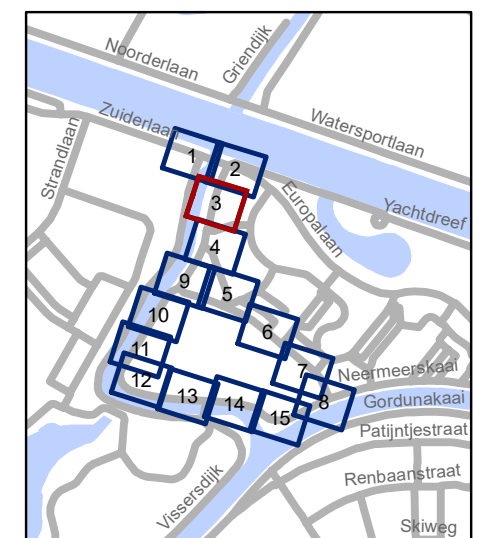 Noorderlaan
Griendijk
Zuiderlaan
Watersportlaan
Strandlaan
1
2
3
Europalaan
Yachtdreef
4
9
5
10
6
11
7
Neermeerskaai
12
13
14
8
Gordunakaai
15
Patijntjestraat
Vissersdijk
Renbaanstraat
Skiweg